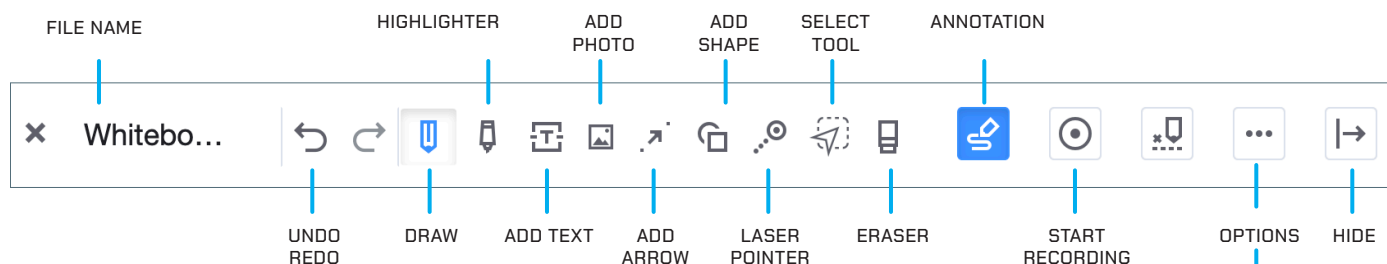 FILE NAME
HIGHLIGHTER
ADD
PHOTO
ADD
SHAPE
SELECT
TOOL
ANNOTATION
Whitebo...
UNDO
REDO
DRAW
ADD TEXT
ADD
ARROW
LASER
POINTER
ERASER
START
RECORDING
OPTIONS
HIDE